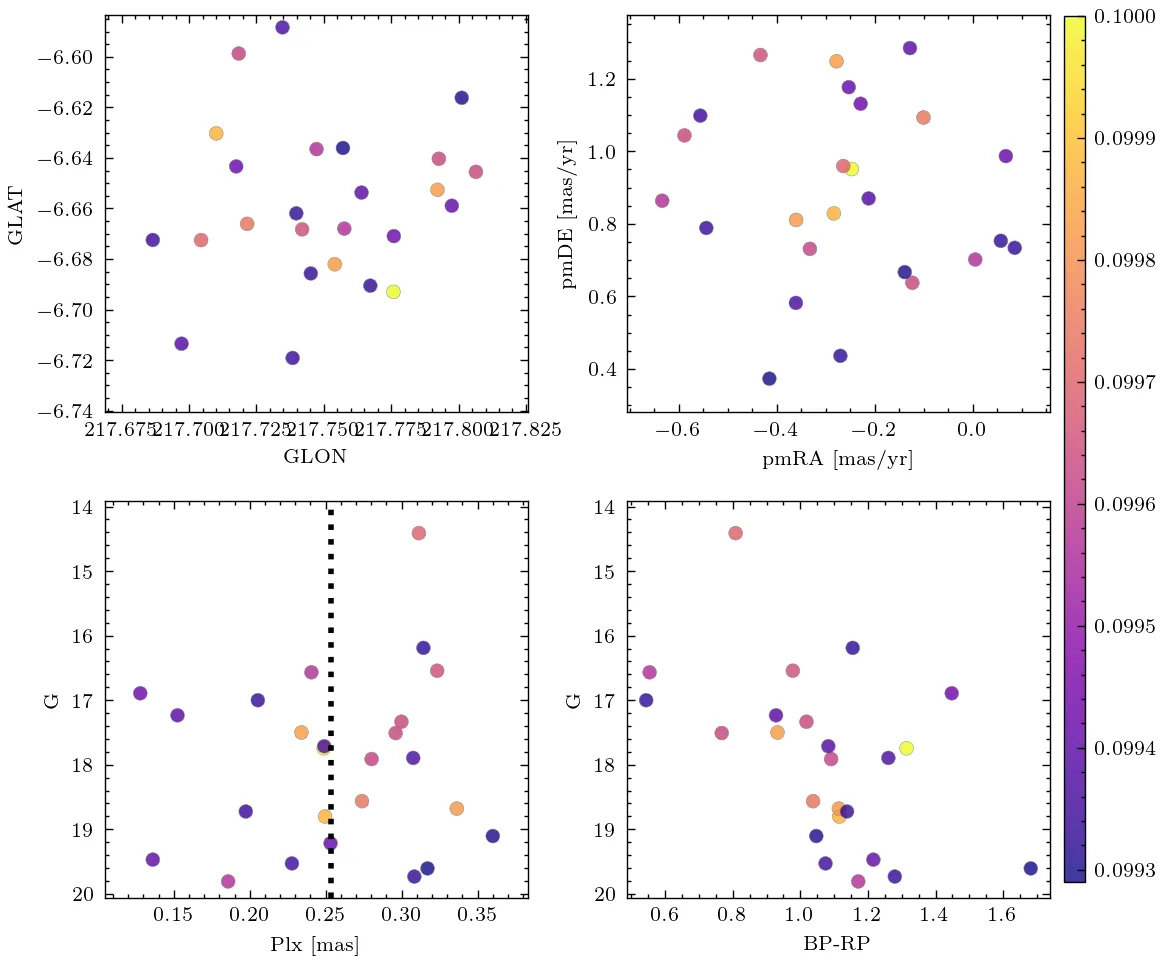 −6.60
−6.62
−6.64
−6.66
−6.68
−6.70
−6.72
−6.74
GLAT
217.675 217.700 217.725 217.750 217.775 217.800 217.825
GLON
1.2
1.0
0.8
0.6
0.4
pmDE [mas/yr]
−0.6 −0.4 −0.2 0.0
pmRA [mas/yr]
14
15
16
17
18
19
20
G
0.15 0.20 0.25 0.30 0.35
Plx [mas]
14
15
16
17
18
19
20
G
0.6 0.8 1.0 1.2 1.4 1.6
BP-RP
0.1000
0.0999
0.0998
0.0997
0.0996
0.0995
0.0994
0.0993